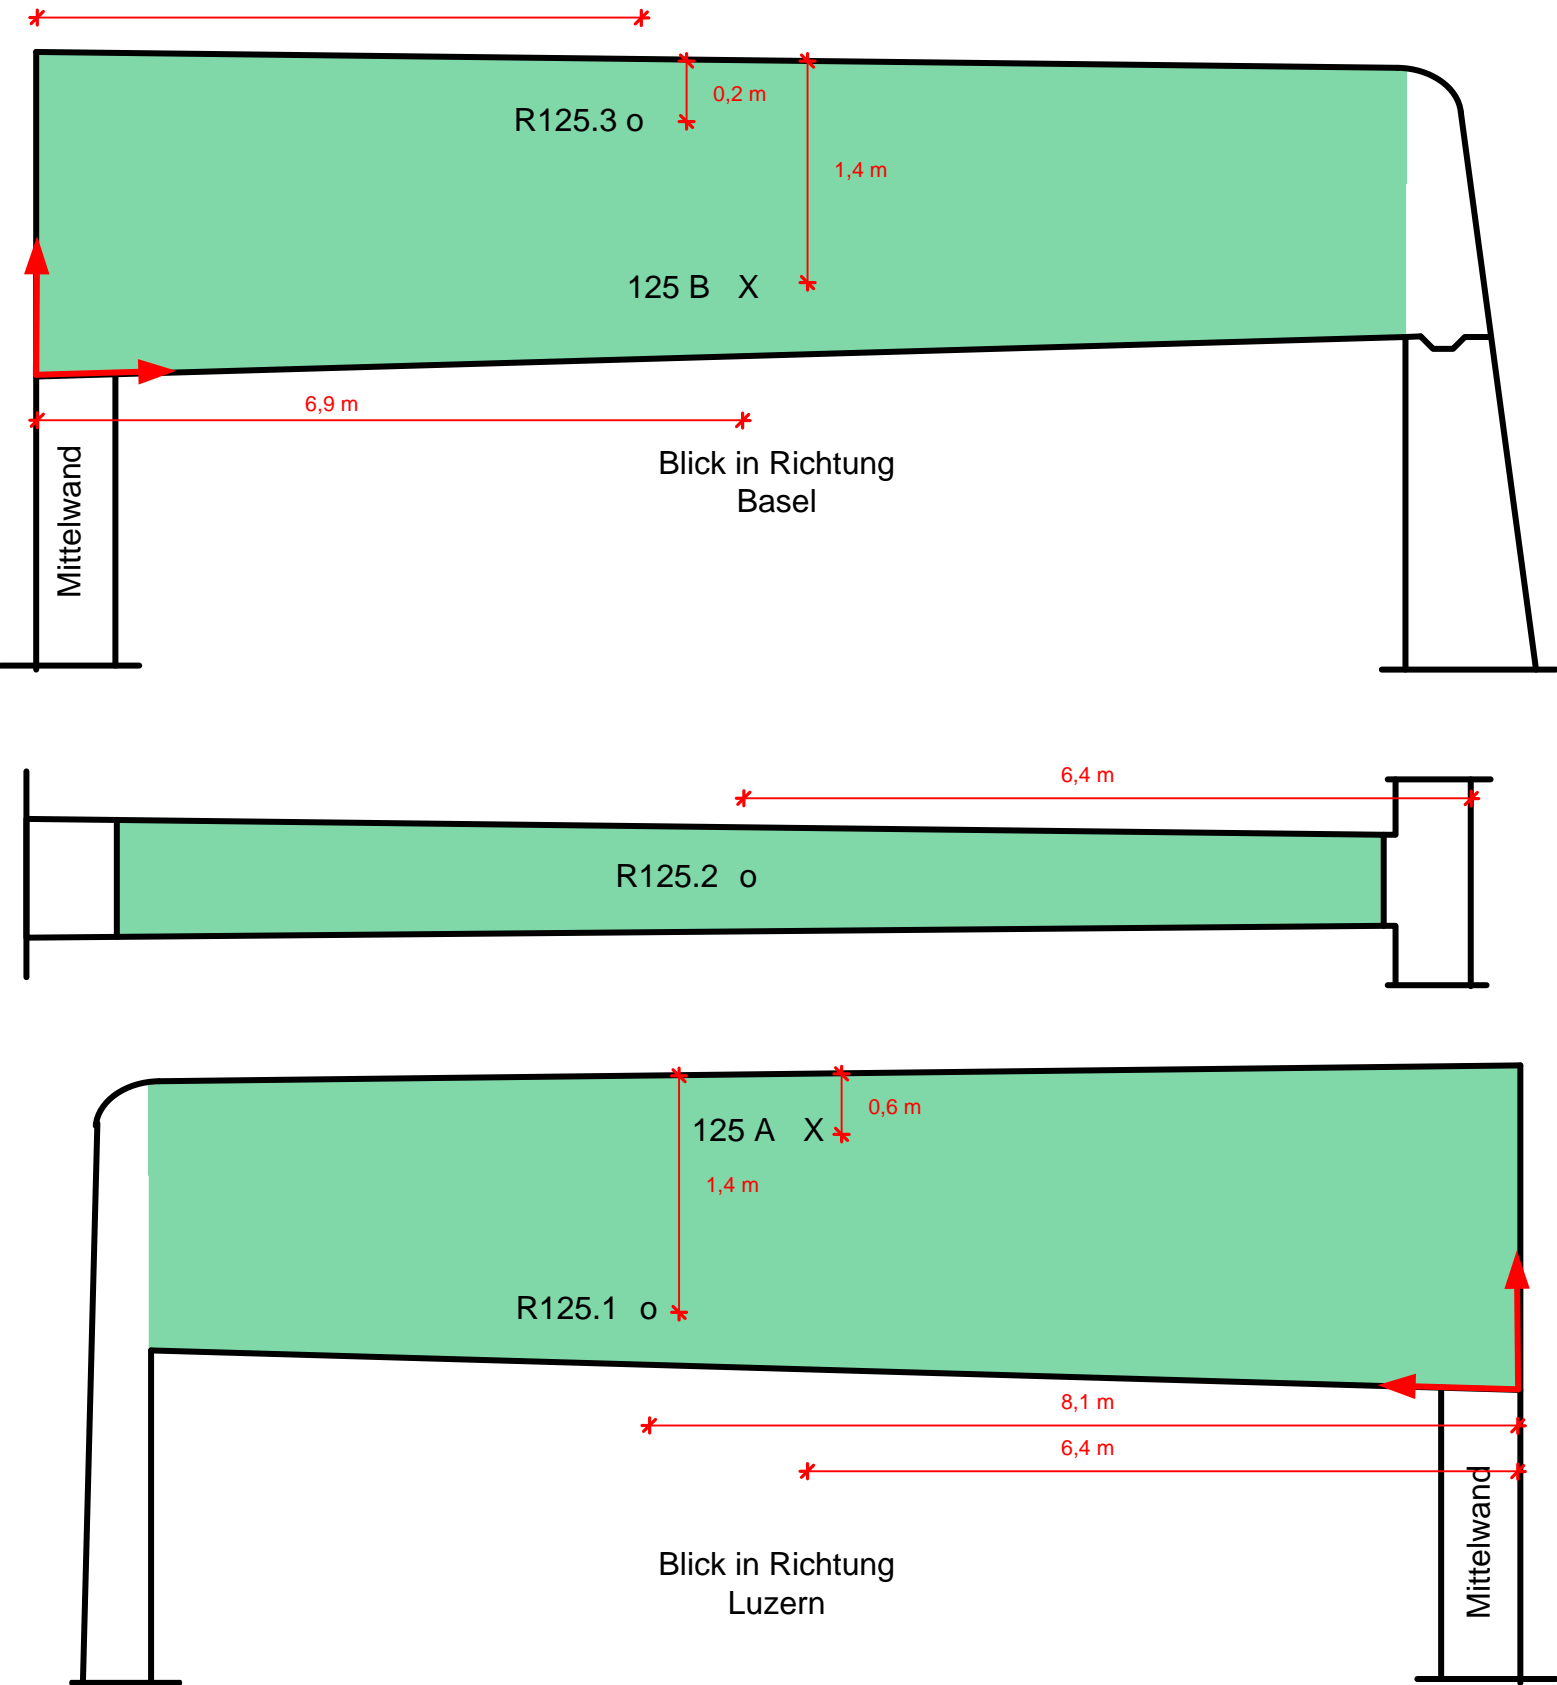 0,2 m
R125.3 o
1,4 m
125 B X
6,9 m
Mittelwand
Blick in Richtung
Basel
6,4 m
R125.2 o
0,6 m
125 A X
1,4 m
R125.1 o
8,1 m
6,4 m
Mittelwand
Blick in Richtung
Luzern